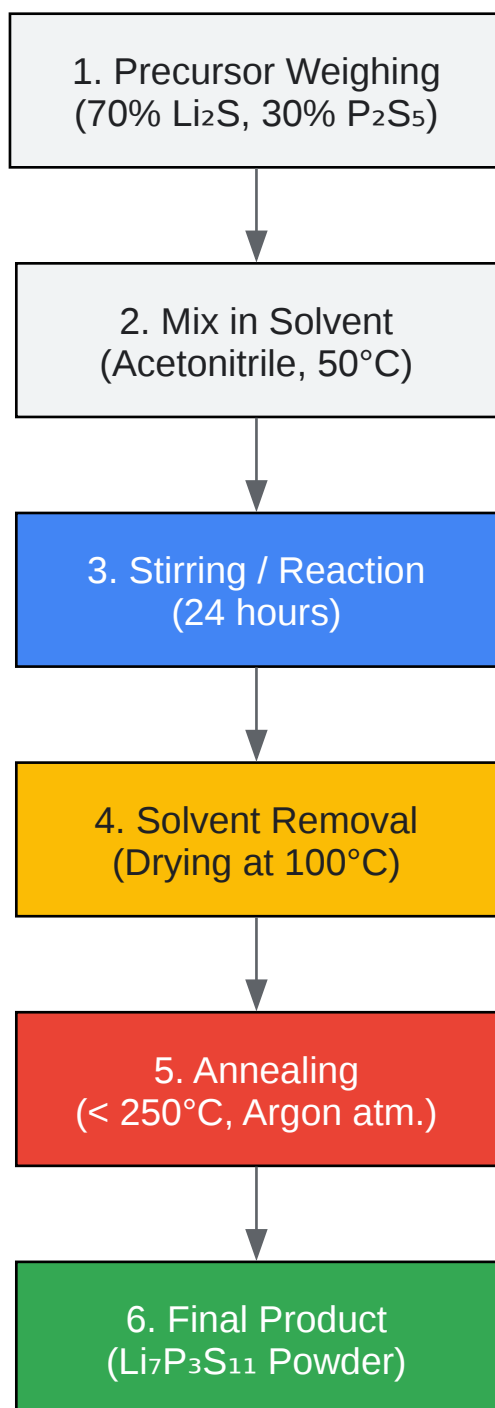 1. Precursor Weighing
(70% Li₂S, 30% P₂S₅)
2. Mix in Solvent
(Acetonitrile, 50°C)
3. Stirring / Reaction
(24 hours)
4. Solvent Removal
(Drying at 100°C)
5. Annealing
(< 250°C, Argon atm.)
6. Final Product
(Li₇P₃S₁₁ Powder)